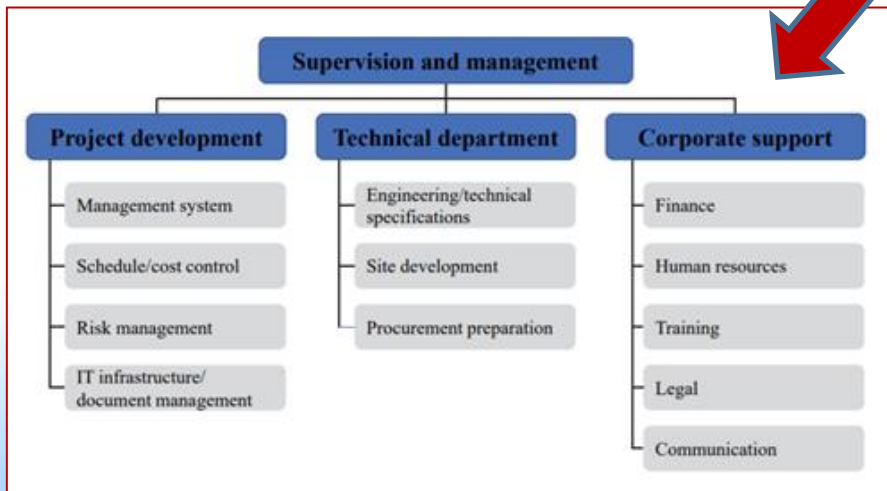 Supervision and management
Project development
Management system
Schedule/cost control
Risk management
IT infrastructure/
document management
Technical department
Engineering/technical
specifications
Site development
Procurement preparation
Corporate support
Finance
Human resources
Training
Legal
Communication